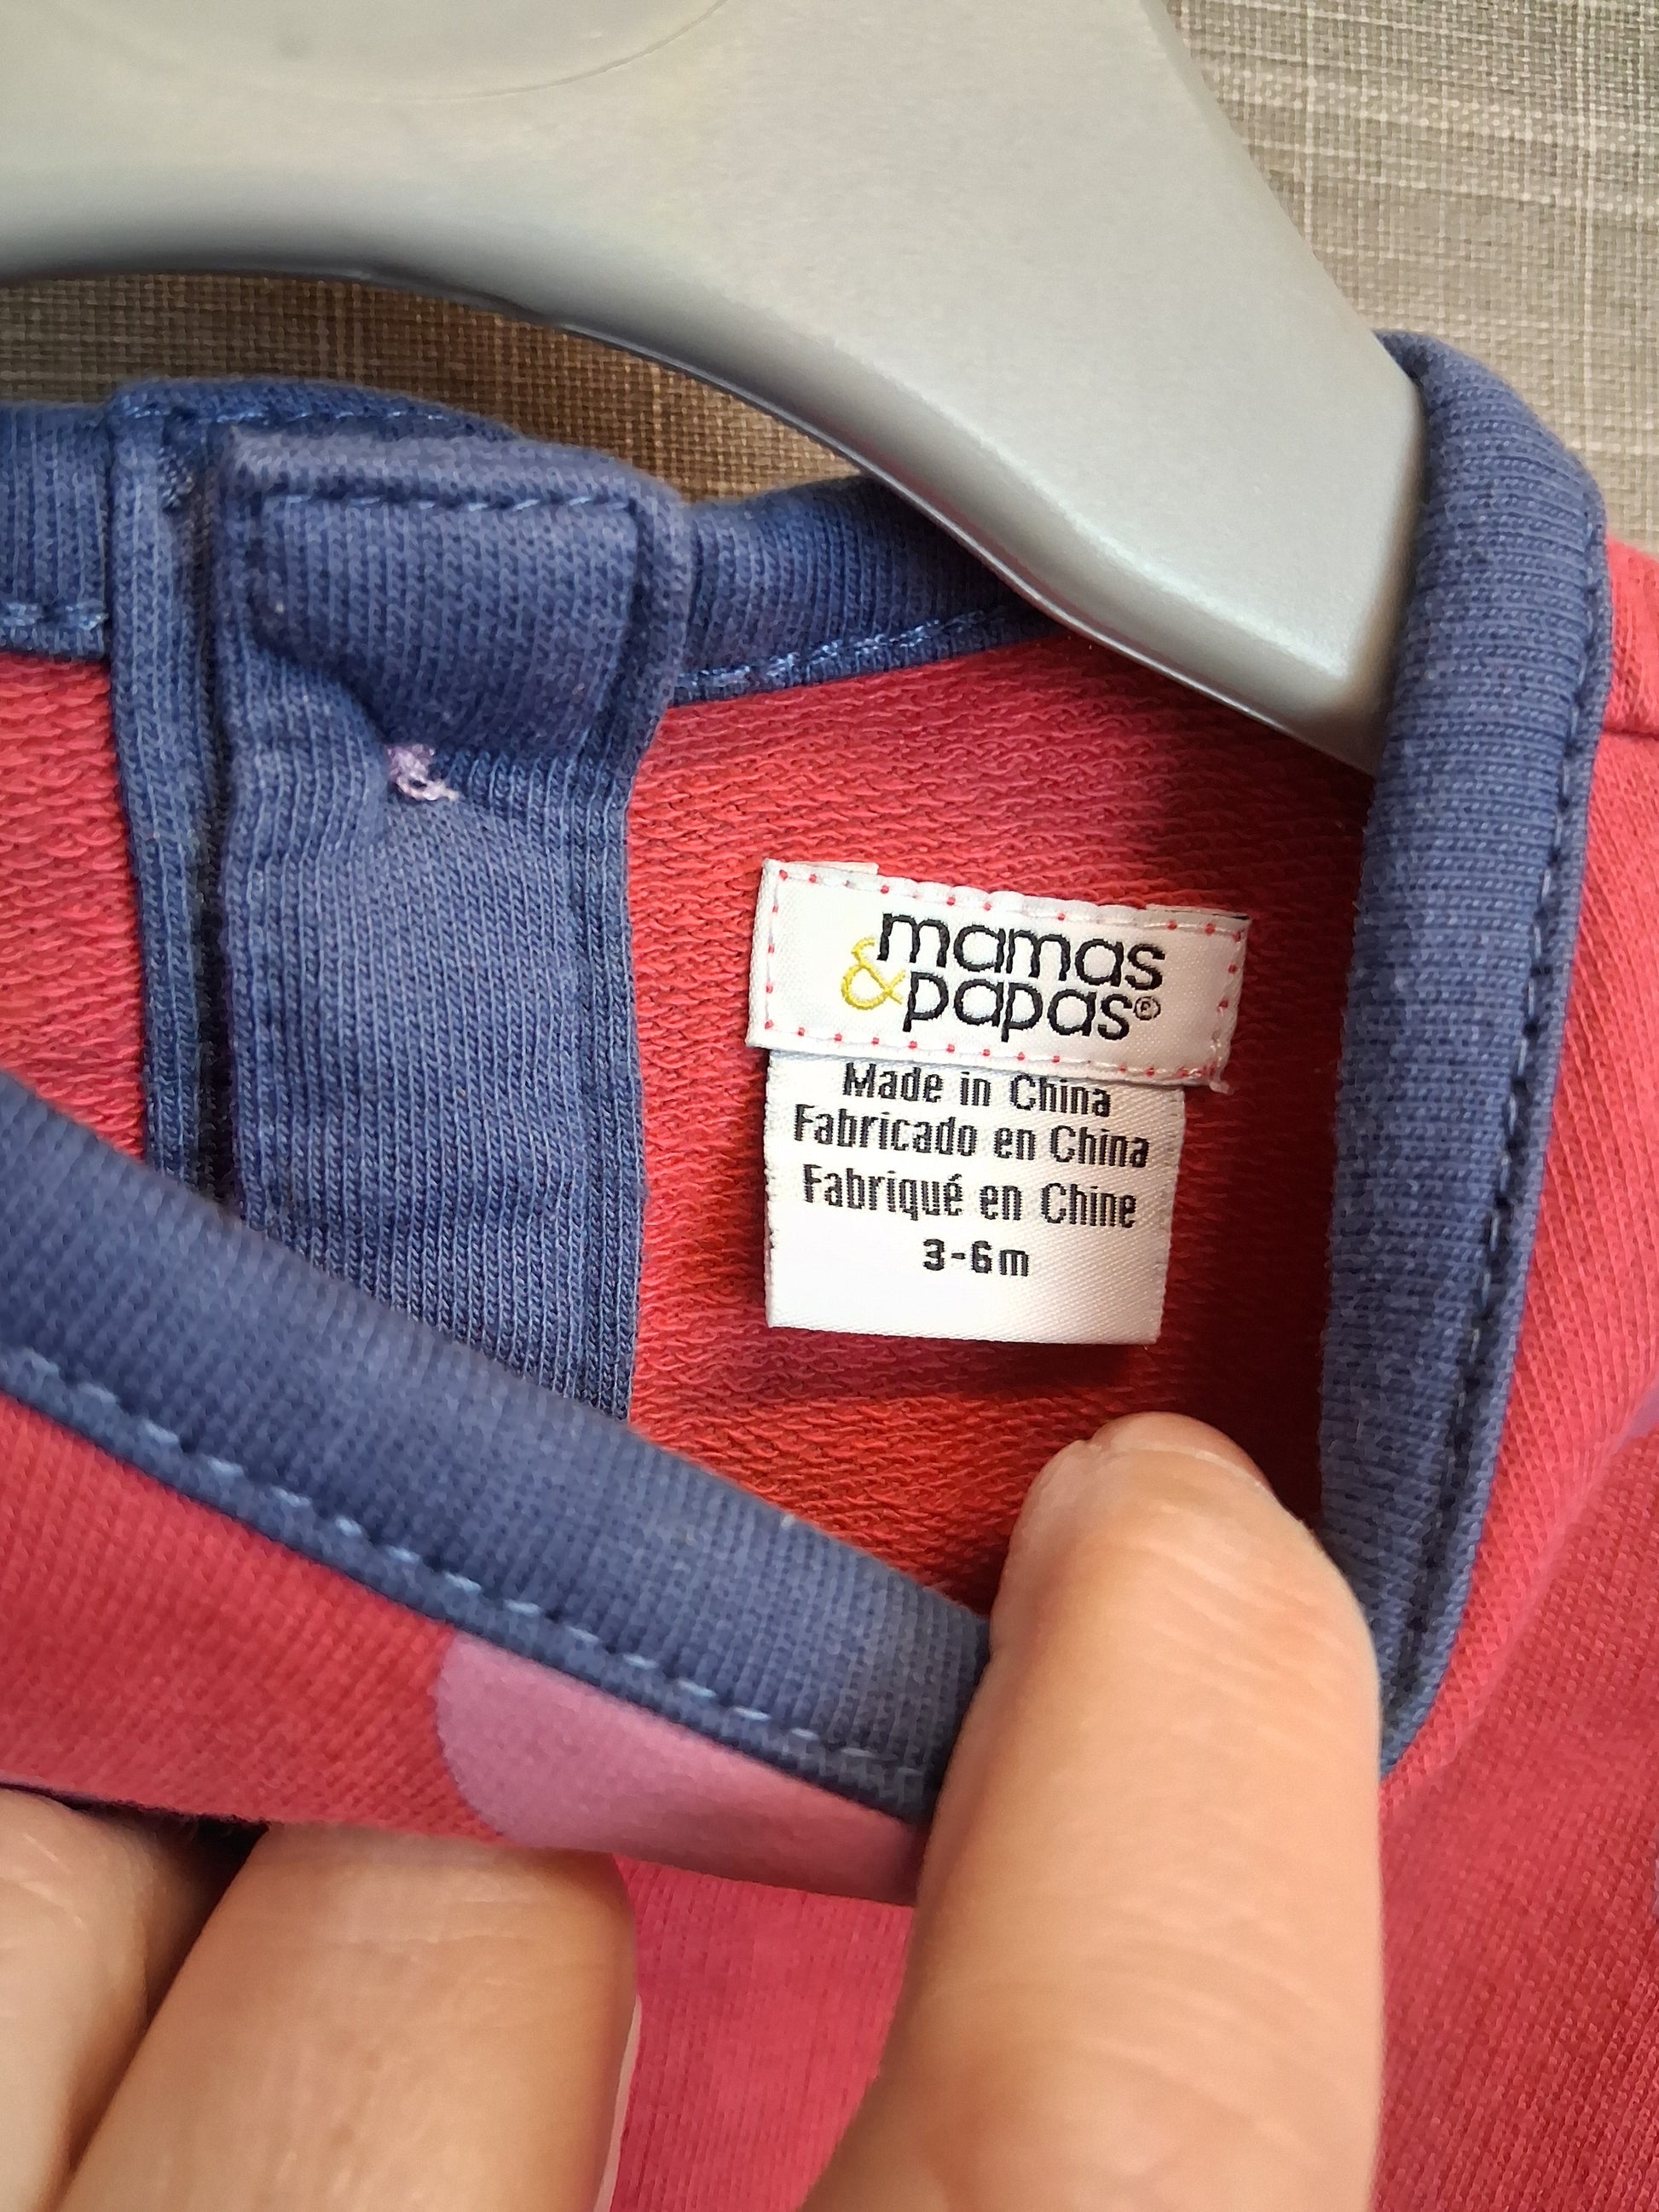 mamas
&papas®
Made in China
Fabricado en China
Fabriqué en Chine
3-6m